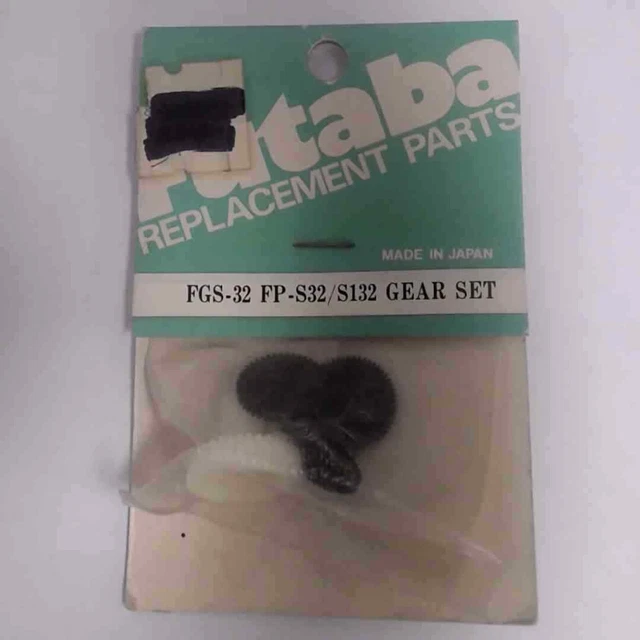 Futaba
REPLACEMENT PARTS
MADE IN JAPAN
FGS-32 FP-S32/S132 GEAR SET